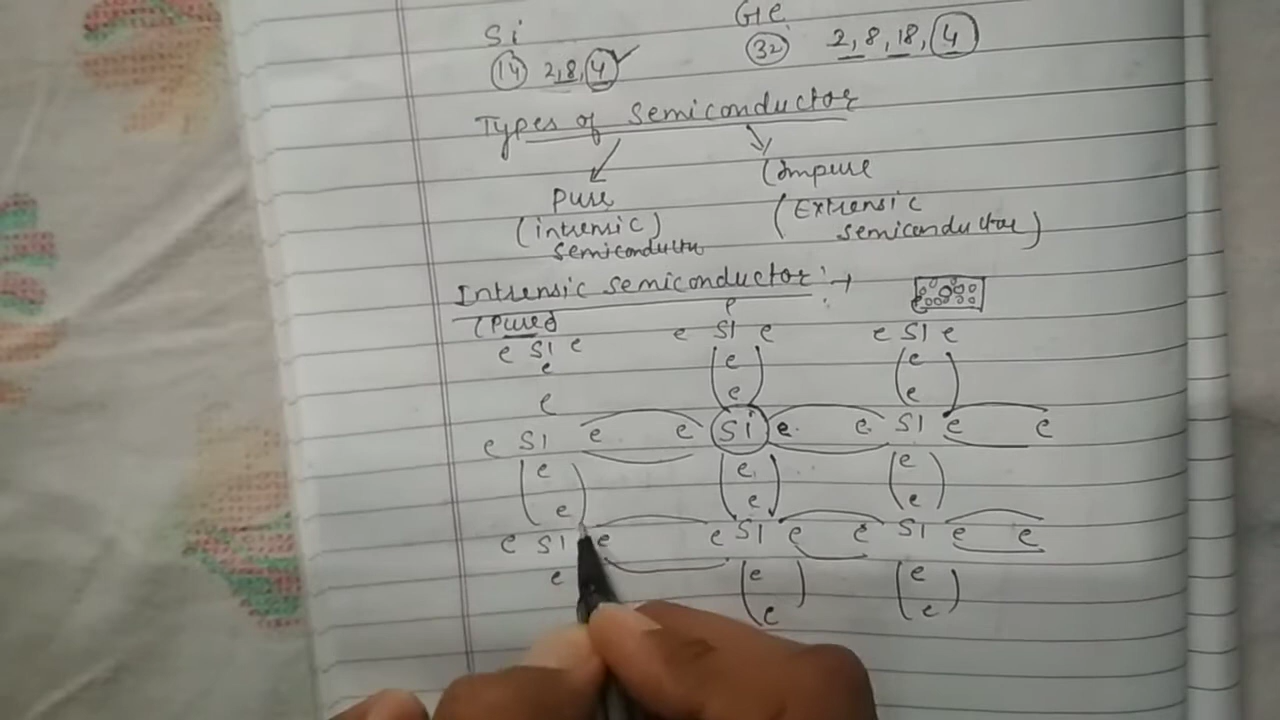 Si Ge
14 2,8,4 32 2,8,18,4
Types of semiconductor
Pure Impure
(intrensic) (Extrensic
semiconductor semiconductor)
Intrensic semiconductor:→
(Pure)
e
e SI e e SI e e SI e
e e e
e e e
e SI e e Si e e SI e e
e e e
e e e
e SI e e SI e e SI e e
e e e
e e